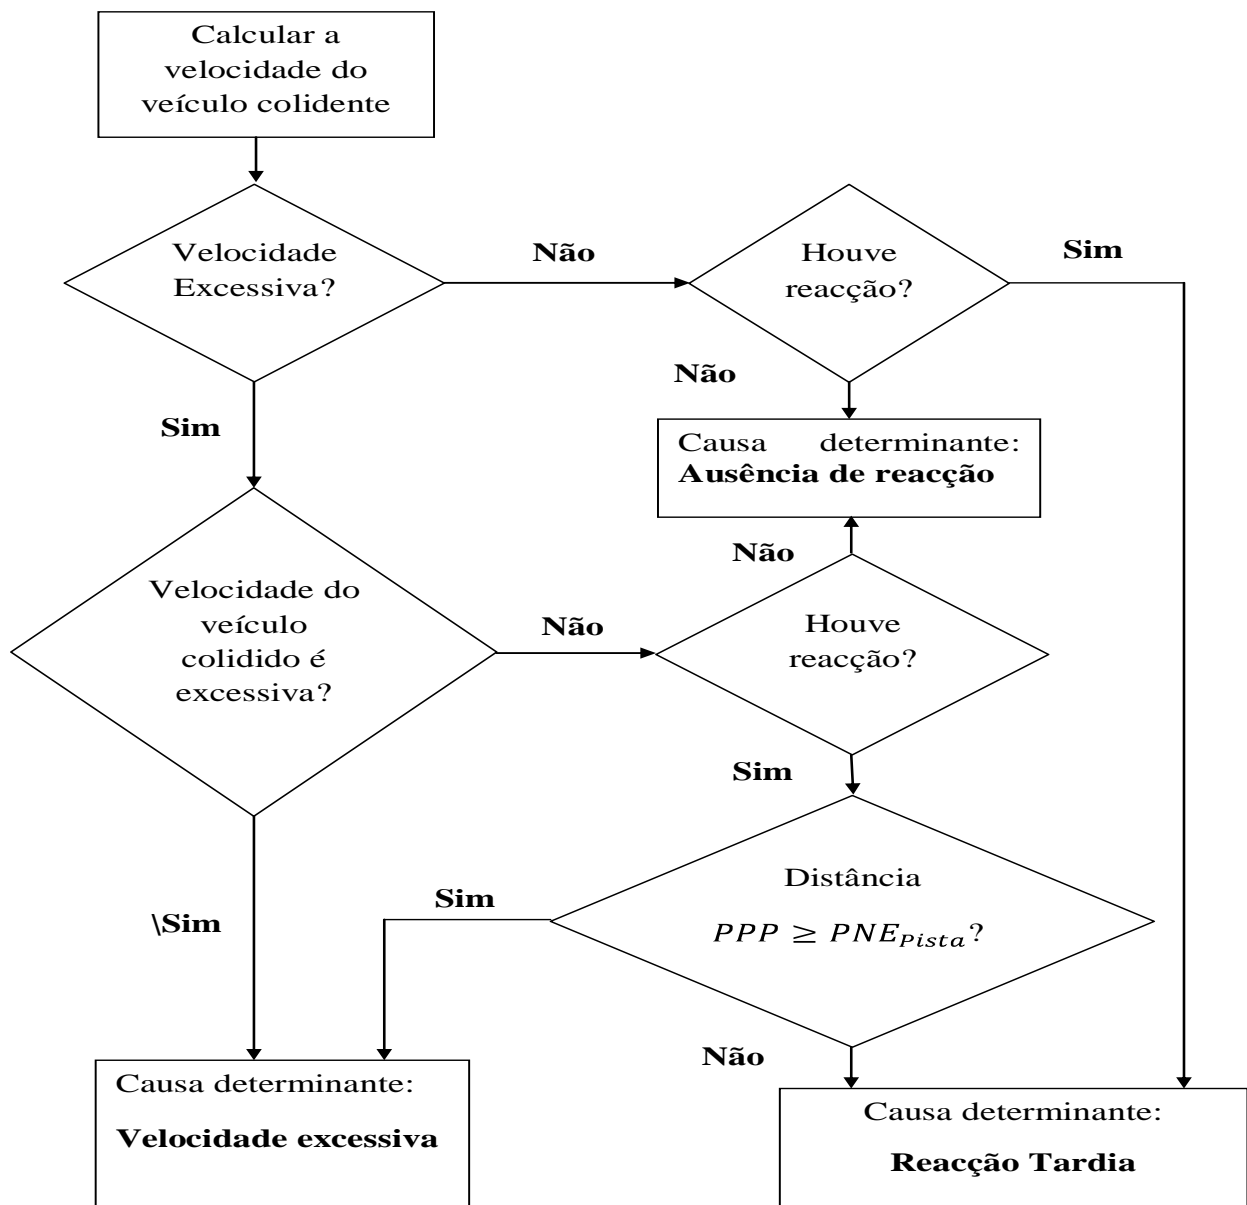 Calcular a
velocidade do
veículo colidente
Velocidade
Excessiva?
Não
Houve
reacção?
Sim
Não
Sim
Causa determinante:
Ausência de reacção
Não
Velocidade do
veículo
colidido é
excessiva?
Não
Houve
reacção?
Sim
Distância
PPP ≥ PNE_Pista?
Sim
\Sim
Não
Causa determinante:
Velocidade excessiva
Causa determinante:
Reacção Tardia